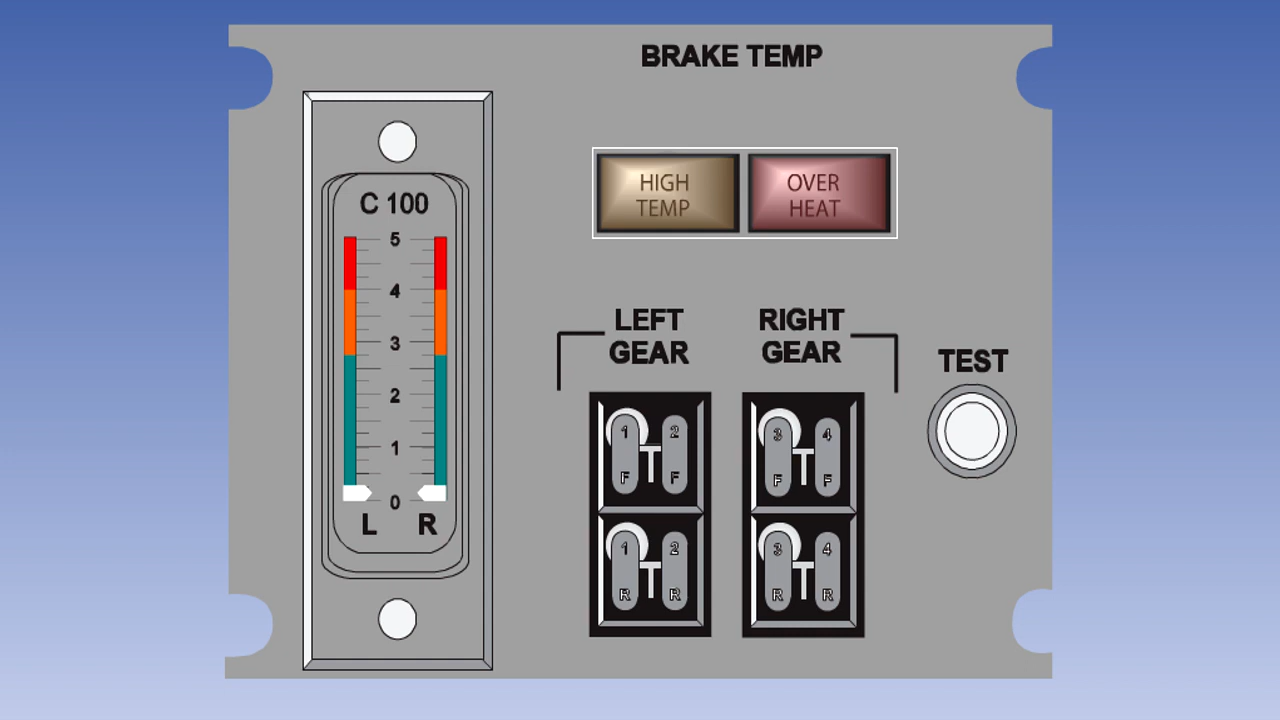 BRAKE TEMP
HIGH
TEMP
OVER
HEAT
C 100
5
4
3
2
1
0
L R
LEFT
GEAR
RIGHT
GEAR
TEST
1 2
F F
3 4
F F
1 2
R R
3 4
R R